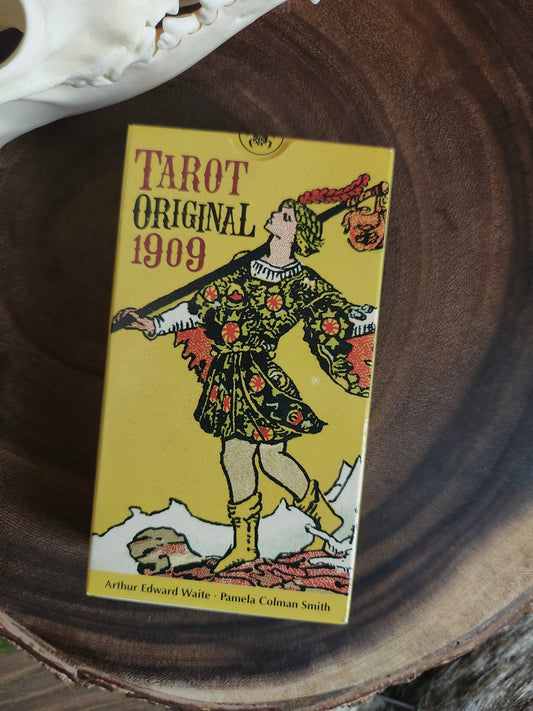 TAROT
ORIGINAL
1909
Arthur Edward Waite · Pamela Colman Smith